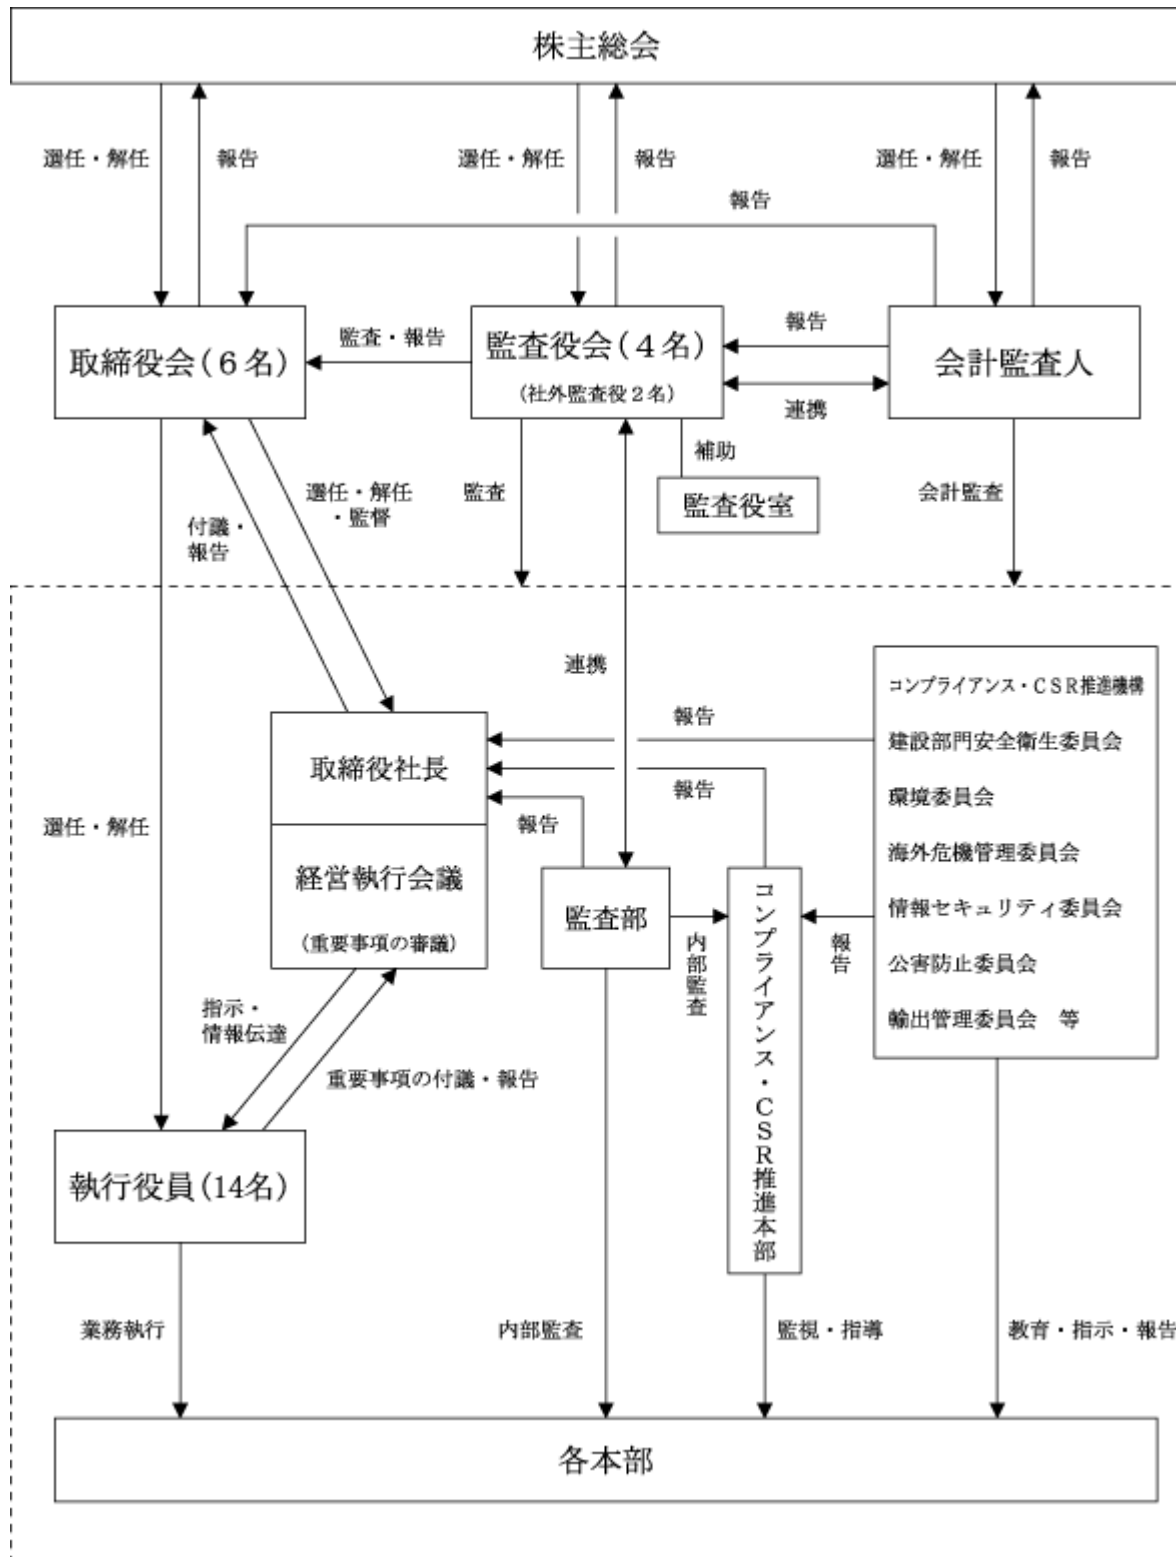 株主総会
選任・解任
報告
選任・解任
報告
選任・解任
報告
報告
取締役会(6名)
監査・報告
監査役会(4名)
(社外監査役2名)
報告
連携
会計監査人
選任・解任
・監督
付議・
報告
監査
補助
監査役室
会計監査
連携
コンプライアンス・CSR推進機構
建設部門安全衛生委員会
環境委員会
海外危機管理委員会
情報セキュリティ委員会
公害防止委員会
輸出管理委員会 等
取締役社長
報告
報告
報告
選任・解任
経営執行会議
(重要事項の審議)
監査部
内部監査
コンプライアンス・CSR推進本部
報告
指示・
情報伝達
重要事項の付議・報告
執行役員(14名)
業務執行
内部監査
監視・指導
教育・指示・報告
各本部